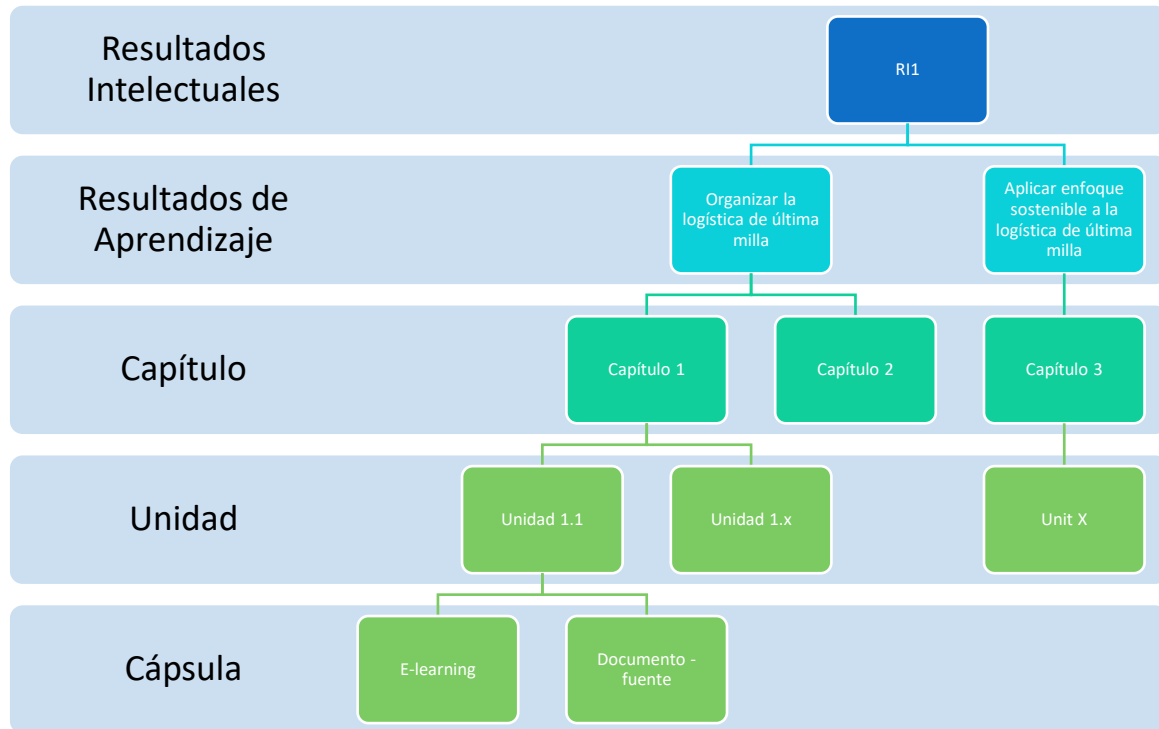 Resultados
Intelectuales
RI1
Resultados de
Aprendizaje
Organizar la
logística de última
milla
Aplicar enfoque
sostenible a la
logística de última
milla
Capítulo
Capítulo 1
Capítulo 2
Capítulo 3
Unidad
Unidad 1.1
Unidad 1.x
Unit X
Cápsula
E-learning
Documento -
fuente